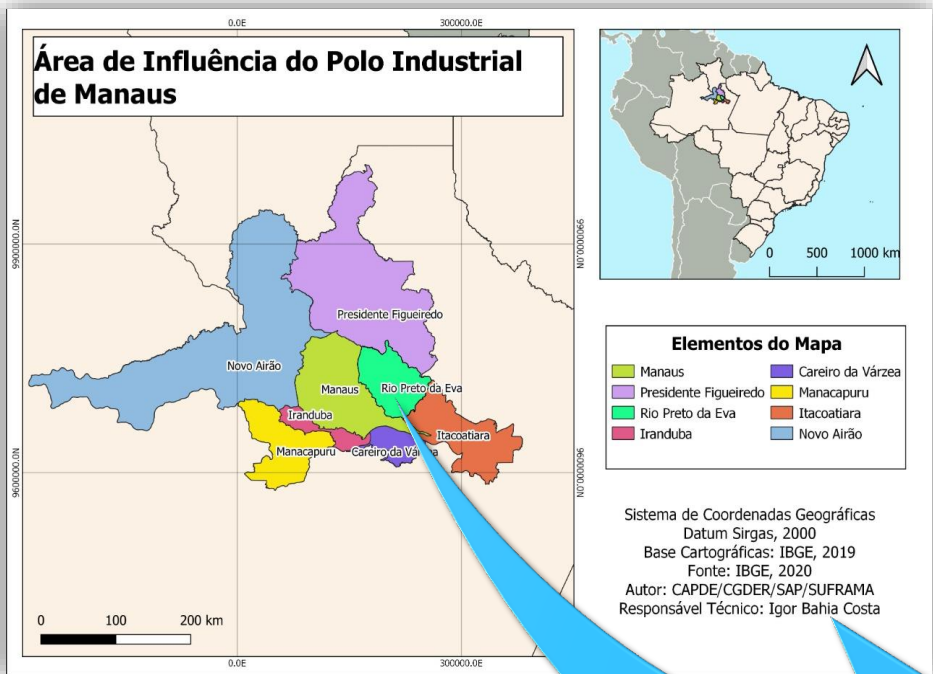 0.0E
300000.0E
Área de Influência do Polo Industrial
de Manaus
9900000.0N
9900000.0N
Presidente Figueiredo
Novo Airão
Manaus
Rio Preto da Eva
Iranduba
Itacoatiara
Manacapuru
Careiro da Várzea
9600000.0N
9600000.0N
0 100 200 km
0.0E
300000.0E
0 500 1000 km
Elementos do Mapa
Manaus
Presidente Figueiredo
Rio Preto da Eva
Iranduba
Careiro da Várzea
Manacapuru
Itacoatiara
Novo Airão
Sistema de Coordenadas Geográficas
Datum Sirgas, 2000
Base Cartográficas: IBGE, 2019
Fonte: IBGE, 2020
Autor: CAPDE/CGDER/SAP/SUFRAMA
Responsável Técnico: Igor Bahia Costa